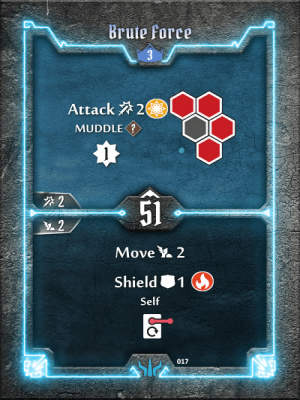 Brute Force
3
Attack 2
MUDDLE ?
1
2
51
2
Move 2
Shield 1
Self
017